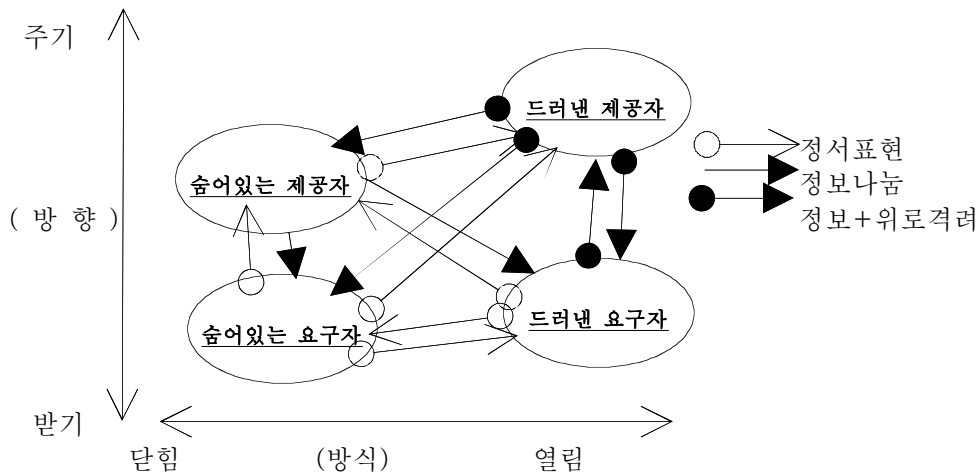 주기
드러낸 제공자
정서표현
숨어있는 제공자
정보나눔
( 방 향 )
정보+위로격려
숨어있는 요구자
드러낸 요구자
받기
닫힘
(방식)
열림